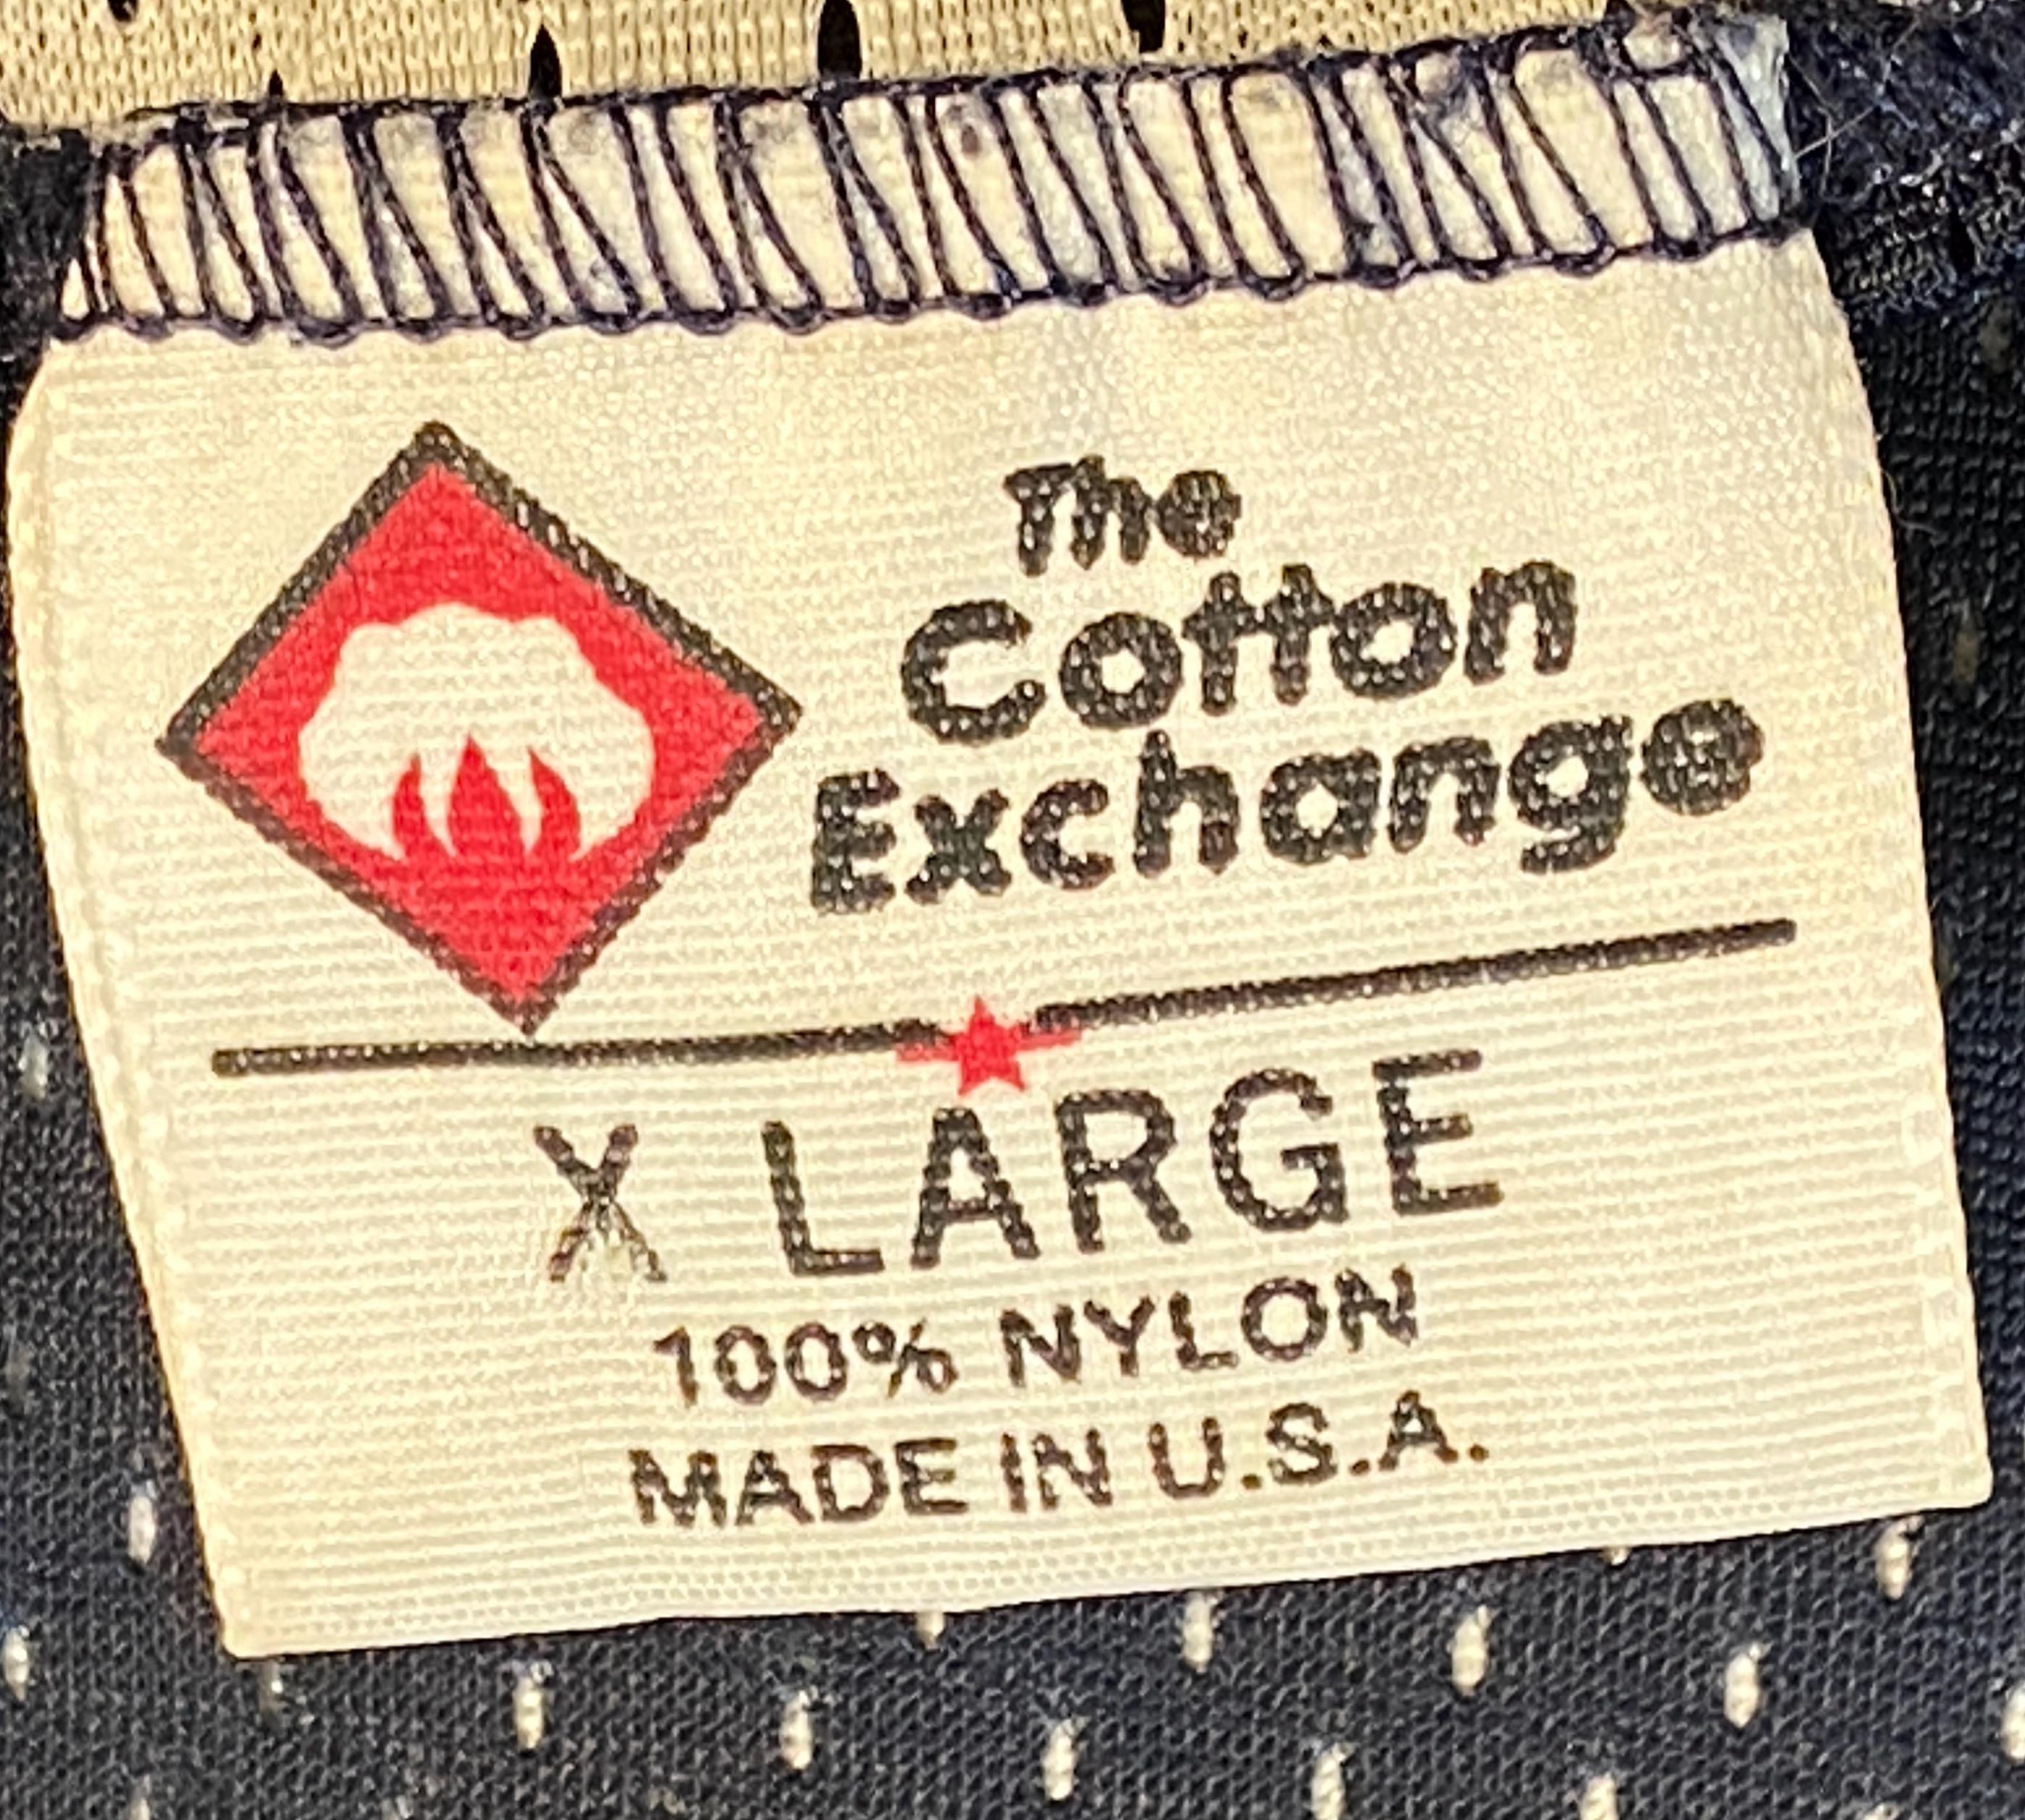 The
Cotton
Exchange
X LARGE
100% NYLON
MADE IN U.S.A.